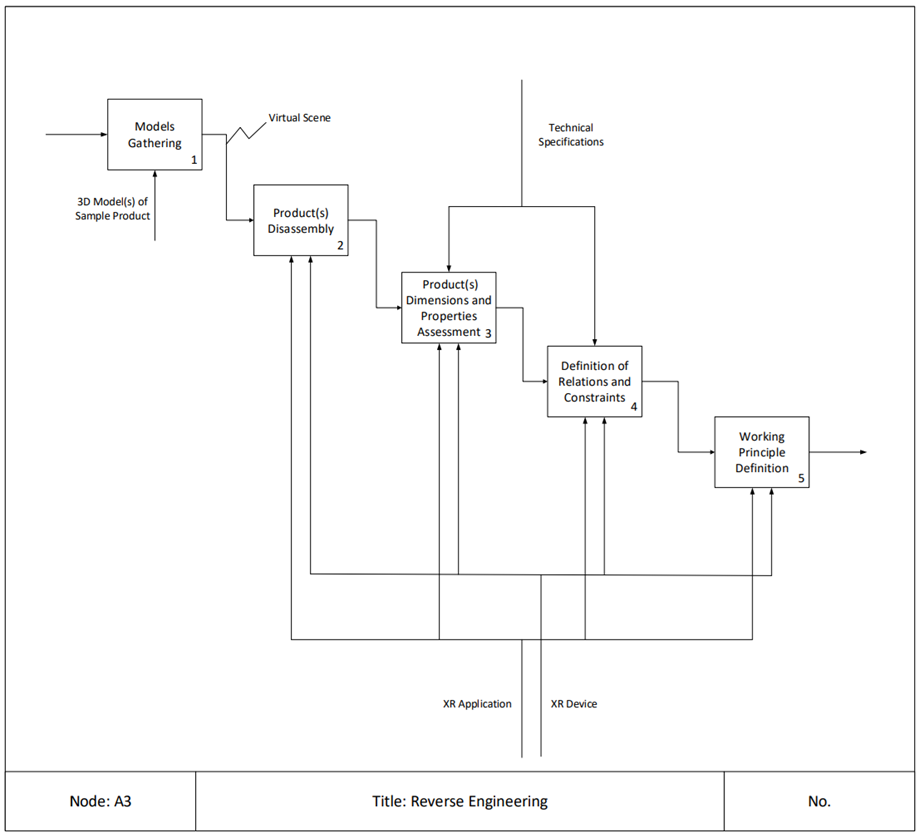 Models
Gathering
1
Virtual Scene
3D Model(s) of
Sample Product
Technical
Specifications
Product(s)
Disassembly
2
Product(s)
Dimensions and
Properties
Assessment 3
Definition of
Relations and
Constraints
4
Working
Principle
Definition
5
XR Application
XR Device
Node: A3
Title: Reverse Engineering
No.